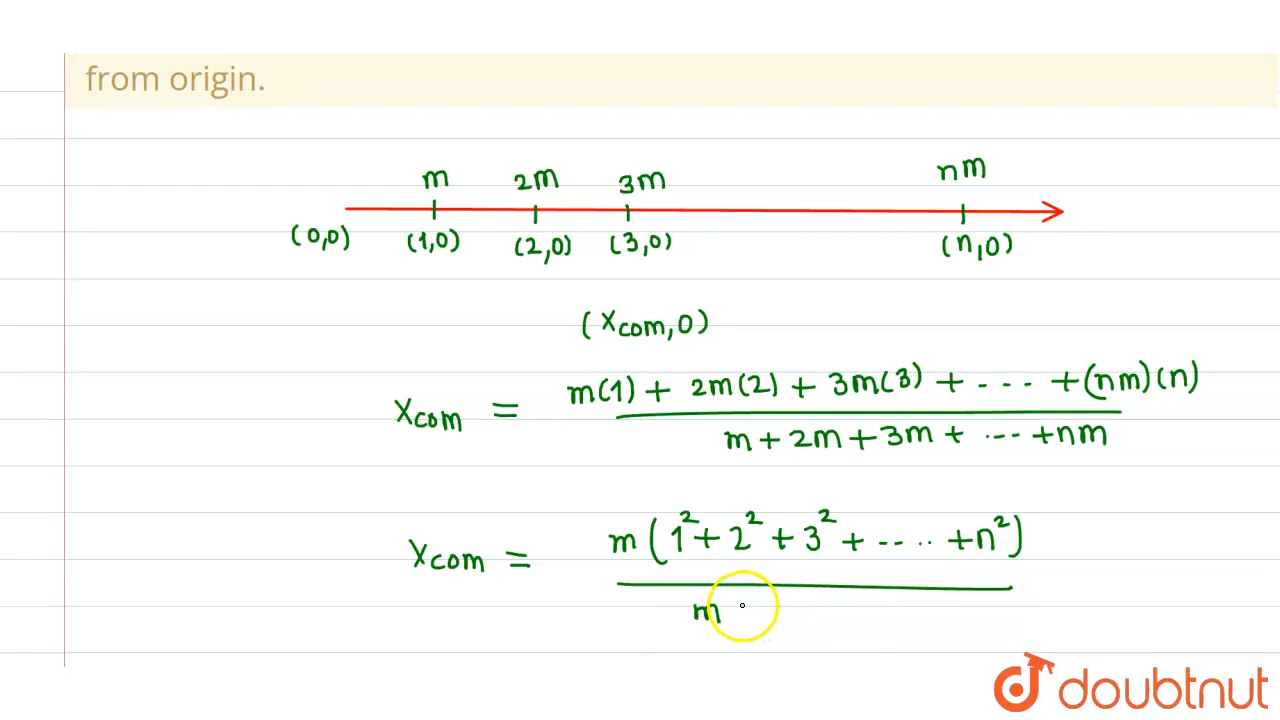 from origin.
m 2m 3m nm
(0,0) (1,0) (2,0) (3,0) (n,0)
(xcom,0)
xcom = m(1) + 2m(2) + 3m(3) + ---- + (nm)(n)
m + 2m + 3m + ---- + nm
xcom = m(1² + 2² + 3² + ---- + n²)
m
doubtnut